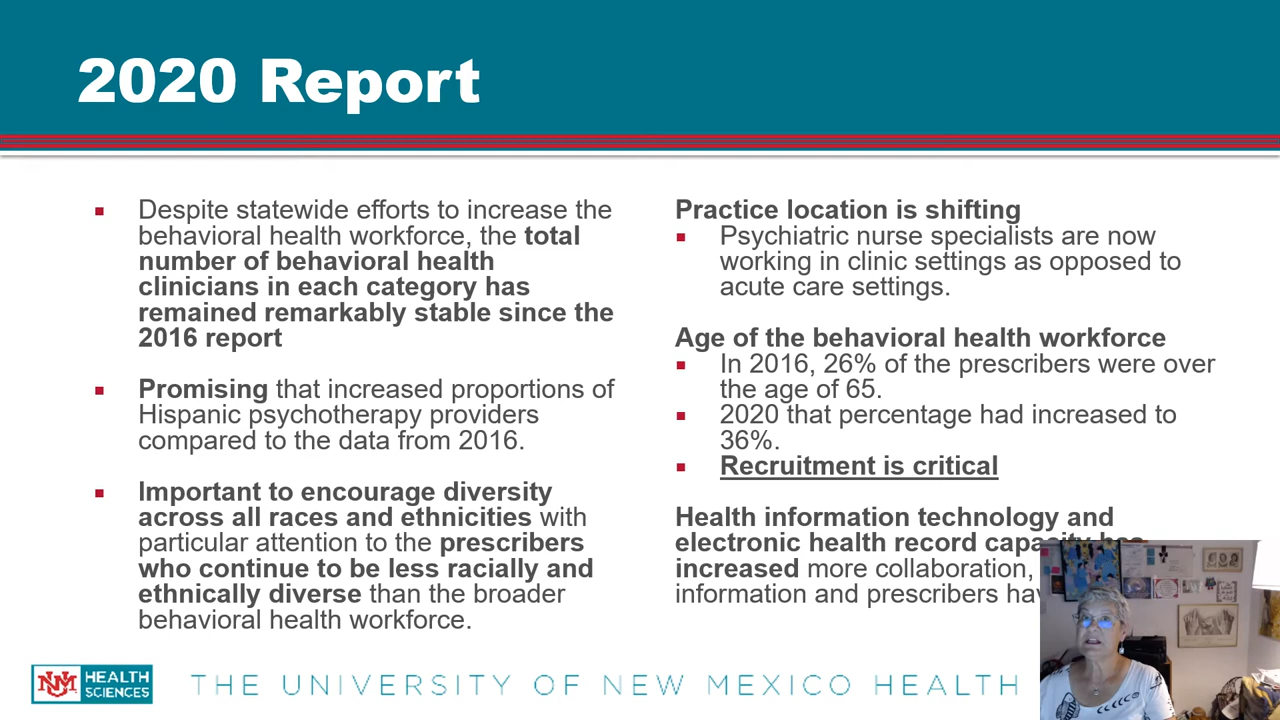 2020 Report
Despite statewide efforts to increase the
behavioral health workforce, the total
number of behavioral health
clinicians in each category has
remained remarkably stable since the
2016 report
Promising that increased proportions of
Hispanic psychotherapy providers
compared to the data from 2016.
Important to encourage diversity
across all races and ethnicities with
particular attention to the prescribers
who continue to be less racially and
ethnically diverse than the broader
behavioral health workforce.
Practice location is shifting
Psychiatric nurse specialists are now
working in clinic settings as opposed to
acute care settings.
Age of the behavioral health workforce
In 2016, 26% of the prescribers were over
the age of 65.
2020 that percentage had increased to
36%.
Recruitment is critical
Health information technology and
electronic health record capacity has
increased more collaboration,
information and prescribers
UNM HEALTH
SCIENCES
THE UNIVERSITY OF NEW MEXICO HEALTH